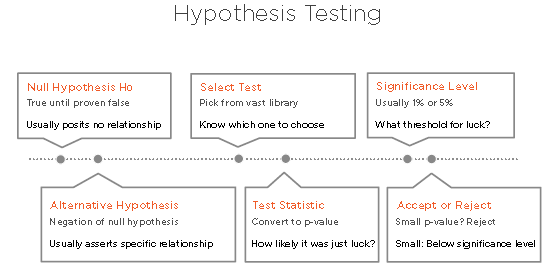 Hypothesis Testing
Null Hypothesis Ho
True until proven false
Usually posits no relationship
Select Test
Pick from vast library
Know which one to choose
Significance Level
Usually 1% or 5%
What threshold for luck?
Alternative Hypothesis
Negation of null hypothesis
Usually asserts specific relationship
Test Statistic
Convert to p-value
How likely it was just luck?
Accept or Reject
Small p-value? Reject
Small: Below significance level